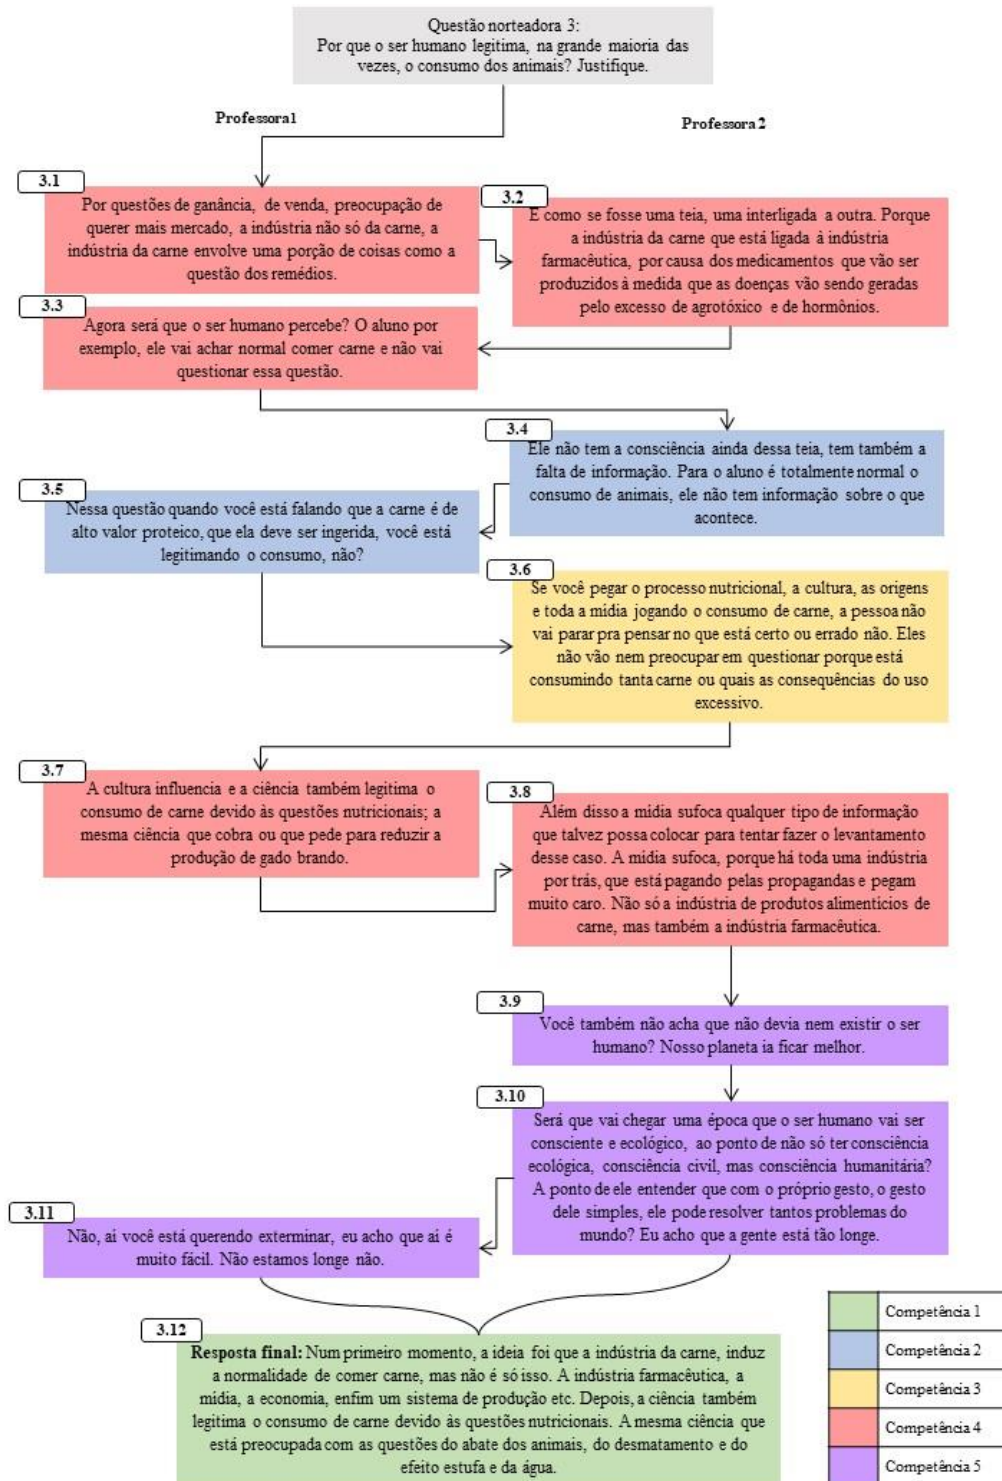 Questão norteadora 3:
Por que o ser humano legitima, na grande maioria das
vezes, o consumo dos animais? Justifique.
Professora1
Professora 2
3.1
Por questões de ganância, de venda, preocupação de
querer mais mercado, a indústria não só da carne, a
indústria da carne envolve uma porção de coisas como a
questão dos remédios.
3.2
E como se fosse uma teia, uma interligada a outra. Porque
a indústria da carne que está ligada à indústria
farmacêutica, por causa dos medicamentos que vão ser
produzidos à medida que as doenças vão sendo geradas
pelo excesso de agrotóxico e de hormônios.
3.3
Agora será que o ser humano percebe? O aluno por
exemplo, ele vai achar normal comer carne e não vai
questionar essa questão.
3.4
Ele não tem a consciência ainda dessa teia, tem também a
falta de informação. Para o aluno é totalmente normal o
consumo de animais, ele não tem informação sobre o que
acontece.
3.5
Nessa questão quando você está falando que a carne é de
alto valor proteico, que ela deve ser ingerida, você está
legitimando o consumo, não?
3.6
Se você pegar o processo nutricional, a cultura, as origens
e toda a mídia jogando o consumo de carne, a pessoa não
vai parar pra pensar no que está certo ou errado não. Eles
não vão nem preocupar em questionar porque está
consumindo tanta carne ou quais as consequências do uso
excessivo.
3.7
A cultura influencia e a ciência também legitima o
consumo de carne devido às questões nutricionais; a
mesma ciência que cobra ou que pede para reduzir a
produção de gado brando.
3.8
Além disso a mídia sufoca qualquer tipo de informação
que talvez possa colocar para tentar fazer o levantamento
desse caso. A mídia sufoca, porque há toda uma indústria
por trás, que está pagando pelas propagandas e pegam
muito caro. Não só a indústria de produtos alimentícios de
carne, mas também a indústria farmacêutica.
3.9
Você também não acha que não devia nem existir o ser
humano? Nosso planeta ia ficar melhor.
3.10
Será que vai chegar uma época que o ser humano vai ser
consciente e ecológico, ao ponto de não só ter consciência
ecológica, consciência civil, mas consciência humanitária?
A ponto de ele entender que com o próprio gesto, o gesto
dele simples, ele pode resolver tantos problemas do
mundo? Eu acho que a gente está tão longe.
3.11
Não, aí você está querendo exterminar, eu acho que aí é
muito fácil. Não estamos longe não.
3.12
Resposta final: Num primeiro momento, a ideia foi que a indústria da carne, induz
a normalidade de comer carne, mas não é só isso. A indústria farmacêutica, a
mídia, a economia, enfim um sistema de produção etc. Depois, a ciência também
legitima o consumo de carne devido às questões nutricionais. A mesma ciência que
está preocupada com as questões do abate dos animais, do desmatamento e do
efeito estufa e da água.
Competência 1
Competência 2
Competência 3
Competência 4
Competência 5